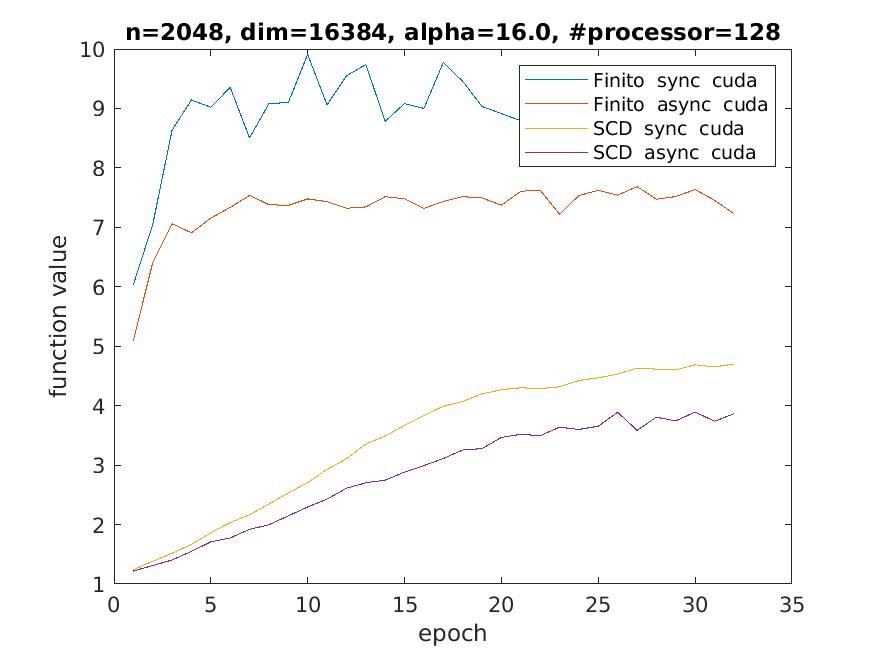 n=2048, dim=16384, alpha=16.0, #processor=128
10
9
8
7
6
5
4
3
2
1
function value
Finito sync cuda
Finito async cuda
SCD sync cuda
SCD async cuda
0 5 10 15 20 25 30 35
epoch